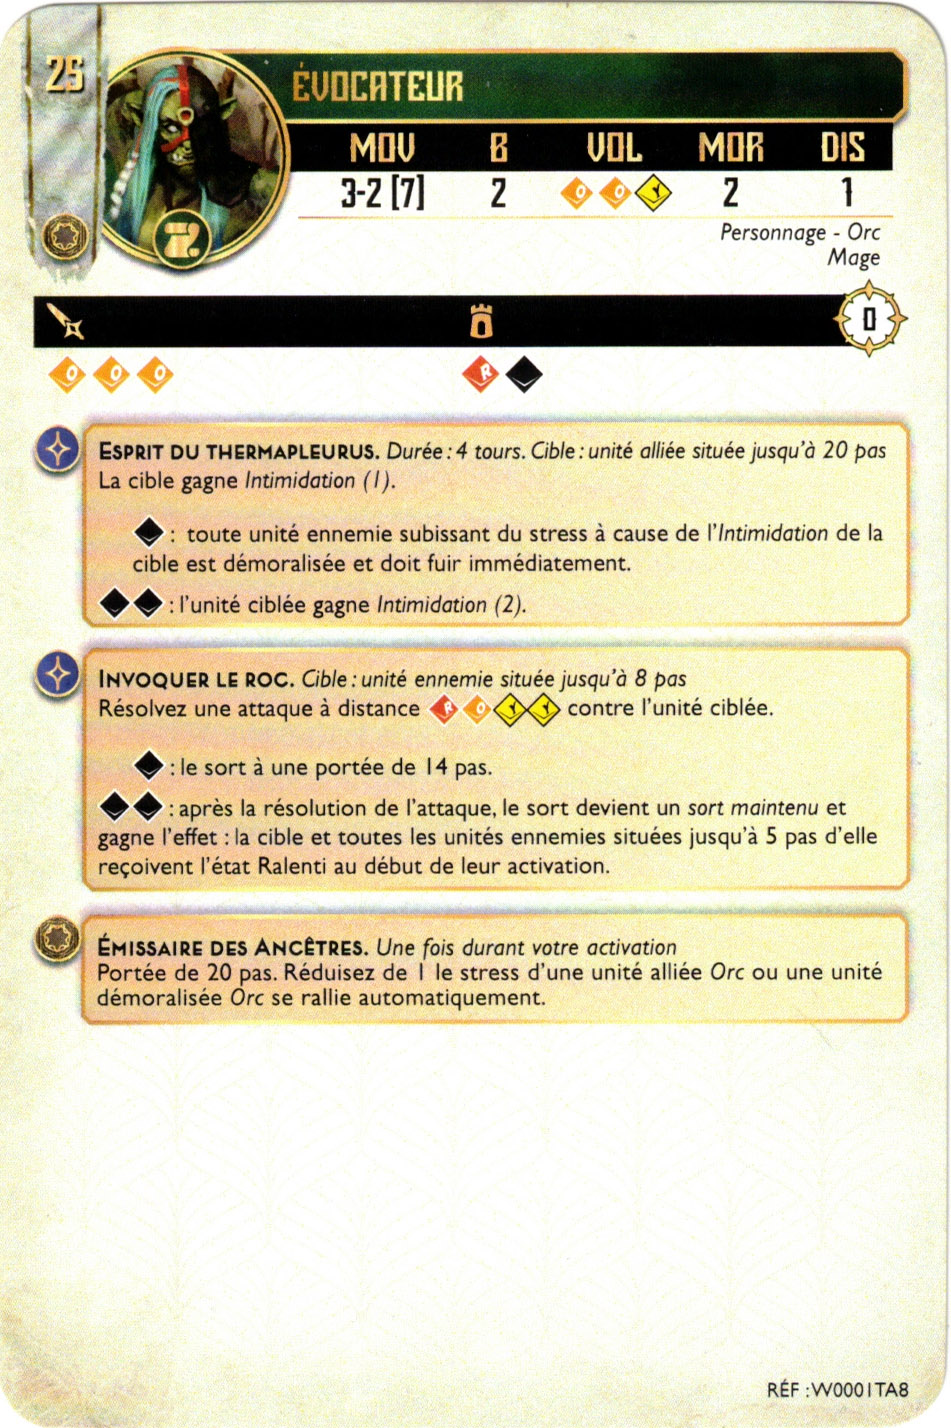 25
ÉVOCATEUR
MOV B VOL MOR DIS
3-2 [7] 2 O O Y 2 1
Personnage - Orc
Mage
0
O O O R
ESPRIT DU THERMAPLEURUS. Durée : 4 tours. Cible : unité alliée située jusqu'à 20 pas
La cible gagne Intimidation (1).
: toute unité ennemie subissant du stress à cause de l'Intimidation de la
cible est démoralisée et doit fuir immédiatement.
: l'unité ciblée gagne Intimidation (2).
INVOQUER LE ROC. Cible : unité ennemie située jusqu'à 8 pas
Résolvez une attaque à distance R O Y Y contre l'unité ciblée.
: le sort à une portée de 14 pas.
: après la résolution de l'attaque, le sort devient un sort maintenu et
gagne l'effet : la cible et toutes les unités ennemies situées jusqu'à 5 pas d'elle
reçoivent l'état Ralenti au début de leur activation.
ÉMISSAIRE DES ANCÊTRES. Une fois durant votre activation
Portée de 20 pas. Réduisez de 1 le stress d'une unité alliée Orc ou une unité
démoralisée Orc se rallie automatiquement.
RÉF : W0001TA8